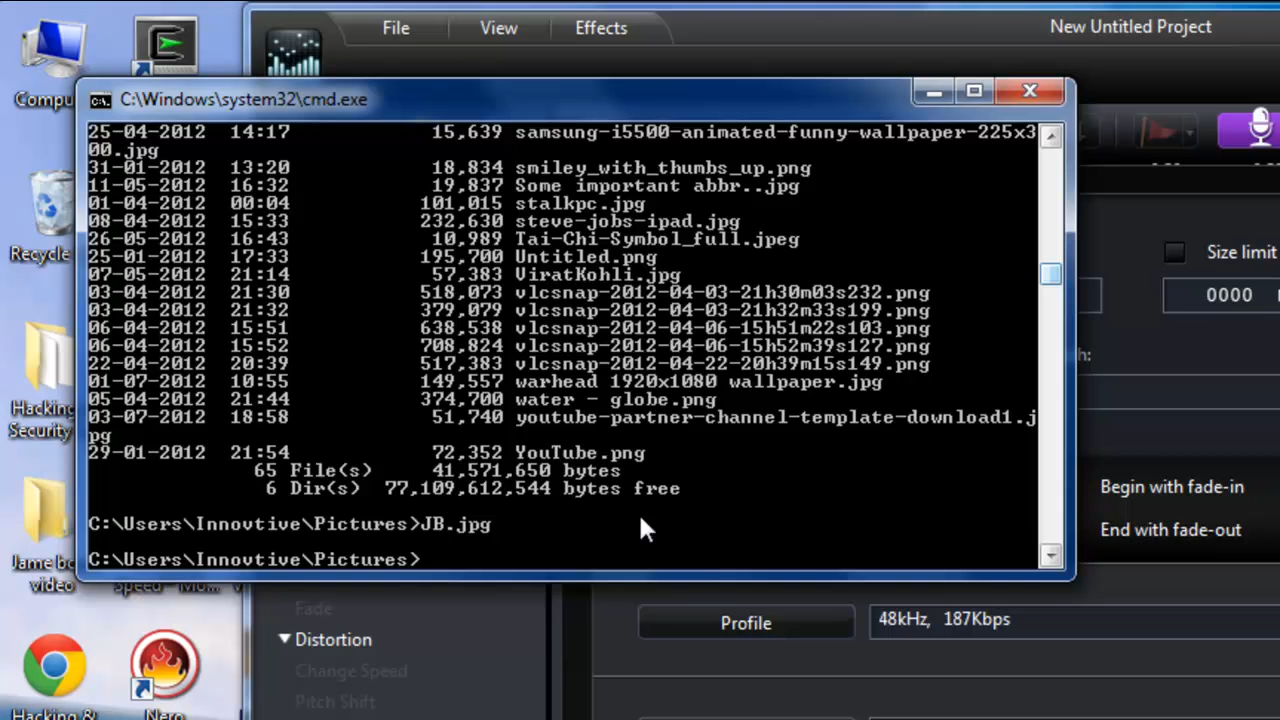 File View Effects New Untitled Project
C:\Windows\system32\cmd.exe
25-04-2012 14:17 15,639 samsung-i5500-animated-funny-wallpaper-225x3
00.jpg
31-01-2012 13:20 18,834 smiley_with_thumbs_up.png
11-05-2012 16:32 19,837 Some important abbr..jpg
01-04-2012 00:04 101,015 stalkpc.jpg
08-04-2012 15:33 232,630 steve-jobs-ipad.jpg
26-05-2012 16:43 10,989 Tai-Chi-Symbol_full.jpeg
25-01-2012 17:33 195,700 Untitled.png
07-05-2012 21:14 57,383 ViratKohli.jpg
03-04-2012 21:30 518,073 vlcsnap-2012-04-03-21h30m03s232.png
03-04-2012 21:32 379,079 vlcsnap-2012-04-03-21h32m33s199.png
06-04-2012 15:51 638,538 vlcsnap-2012-04-06-15h51m22s103.png
06-04-2012 15:52 708,824 vlcsnap-2012-04-06-15h52m39s127.png
22-04-2012 20:39 517,383 vlcsnap-2012-04-22-20h39m15s149.png
01-07-2012 10:55 149,557 warhead 1920x1080 wallpaper.jpg
05-04-2012 21:44 374,700 water - globe.png
03-07-2012 18:58 51,740 youtube-partner-channel-template-download1.j
pg
29-01-2012 21:54 72,352 YouTube.png
65 File(s) 41,571,650 bytes
6 Dir(s) 77,109,612,544 bytes free
C:\Users\Innovtive\Pictures>JB.jpg
C:\Users\Innovtive\Pictures>
Compu
Recycle
Hacking
Security
Jame bo
video
Hacking &
Nero
Size limit
0000
h:
Begin with fade-in
End with fade-out
Fade
Distortion
Change Speed
Pitch Shift
Profile 48kHz, 187Kbps